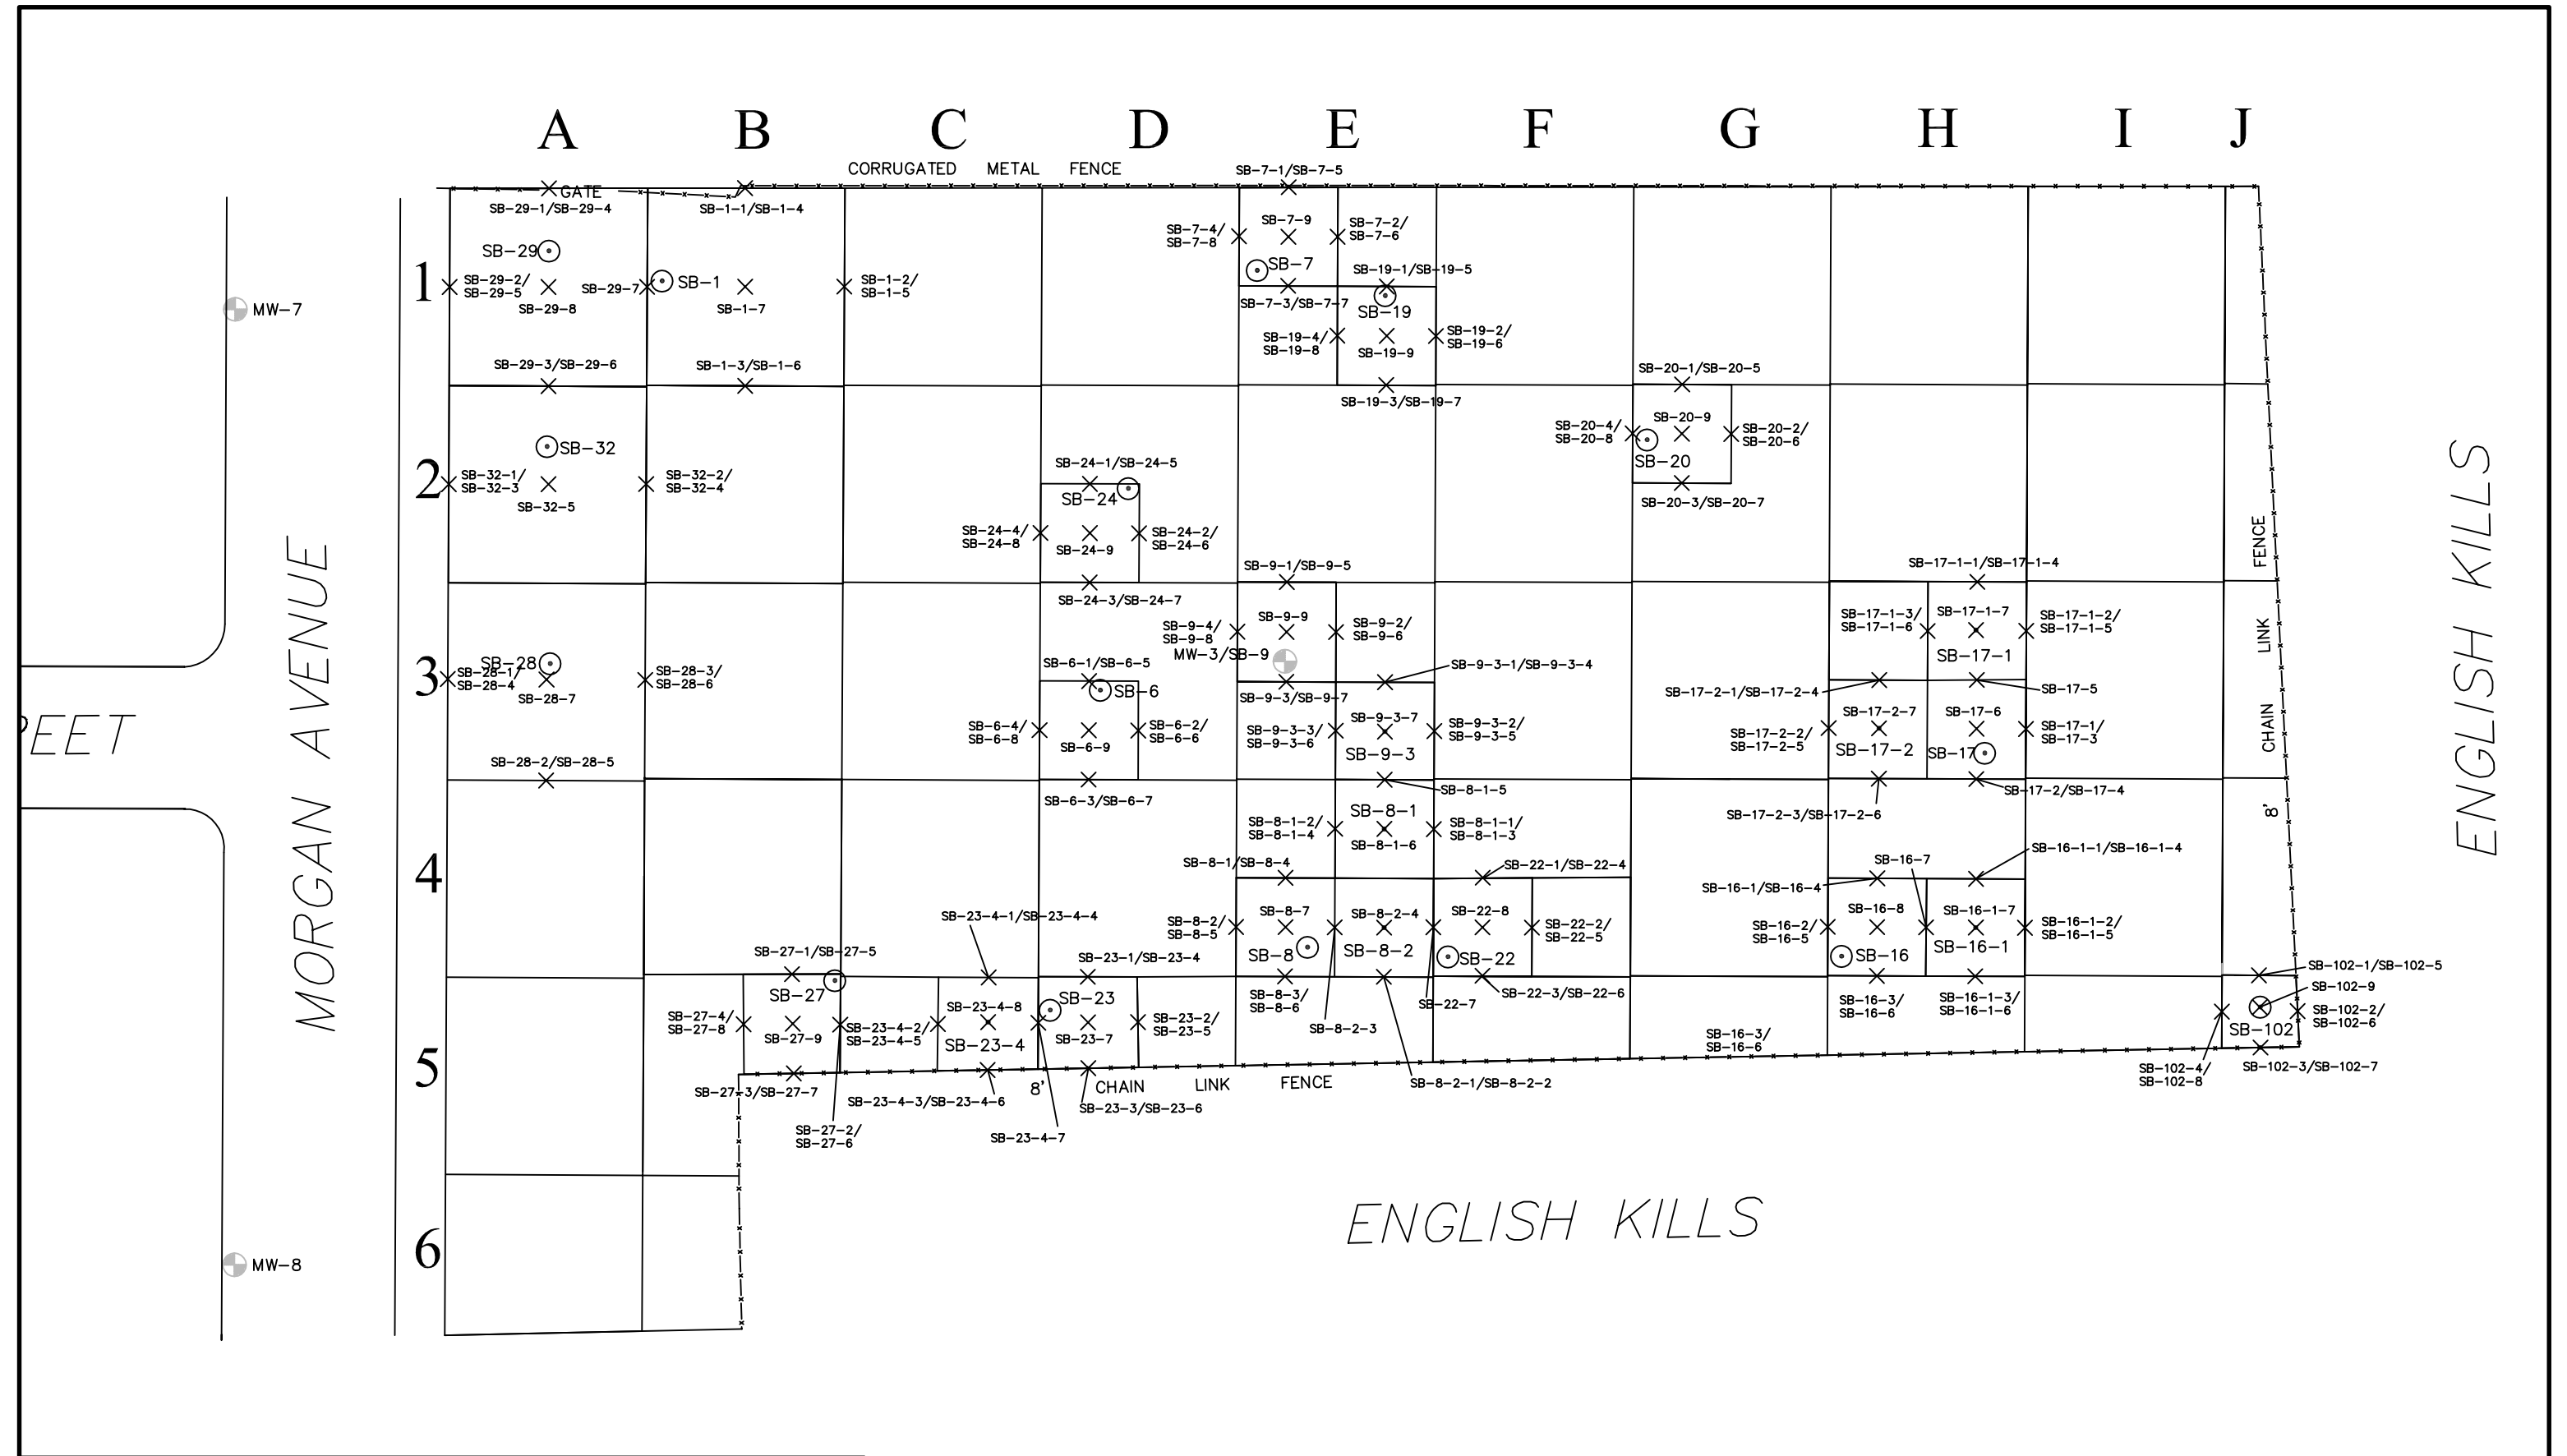 A B C D E F G H I J
CORRUGATED METAL FENCE
SB-7-1/SB-7-5
GATE
SB-29-1/SB-29-4
SB-1-1/SB-1-4
SB-7-4/
SB-7-8
SB-7-9
SB-7-2/
SB-7-6
SB-29
SB-7
SB-19-1/SB-19-5
1
SB-29-2/
SB-29-5
SB-29-7
SB-1
SB-1-2/
SB-1-5
SB-29-8
SB-1-7
SB-7-3/SB-7-7
SB-19
MW-7
SB-19-4/
SB-19-8
SB-19-9
SB-19-2/
SB-19-6
SB-29-3/SB-29-6
SB-1-3/SB-1-6
SB-20-1/SB-20-5
SB-19-3/SB-19-7
SB-20-4/
SB-20-8
SB-20-9
SB-20-2/
SB-20-6
SB-32
SB-20
SB-24-1/SB-24-5
2
SB-32-1/
SB-32-3
SB-32-2/
SB-32-4
SB-32-5
SB-24
SB-20-3/SB-20-7
SB-24-4/
SB-24-8
SB-24-9
SB-24-2/
SB-24-6
SB-9-1/SB-9-5
SB-17-1-1/SB-17-1-4
SB-24-3/SB-24-7
SB-9-4/
SB-9-8
SB-9-9
SB-9-2/
SB-9-6
SB-17-1-3/
SB-17-1-6
SB-17-1-7
SB-17-1-2/
SB-17-1-5
MW-3/SB-9
SB-17-1
SB-28
SB-6-1/SB-6-5
SB-9-3-1/SB-9-3-4
3
SB-28-1/
SB-28-4
SB-28-3/
SB-28-6
SB-28-7
SB-6
SB-9-3/SB-9-7
SB-17-2-1/SB-17-2-4
SB-17-5
SB-6-4/
SB-6-8
SB-6-9
SB-6-2/
SB-6-6
SB-9-3-3/
SB-9-3-6
SB-9-3-7
SB-9-3
SB-9-3-2/
SB-9-3-5
SB-17-2-2/
SB-17-2-5
SB-17-2-7
SB-17-2
SB-17-6
SB-17
SB-17-1/
SB-17-3
SB-28-2/SB-28-5
SB-6-3/SB-6-7
SB-8-1-5
SB-17-2/SB-17-4
SB-17-2-3/SB-17-2-6
SB-8-1-2/
SB-8-1-4
SB-8-1
SB-8-1-6
SB-8-1-1/
SB-8-1-3
4
SB-8-1/SB-8-4
SB-22-1/SB-22-4
SB-16-7
SB-16-1-1/SB-16-1-4
SB-16-1/SB-16-4
SB-23-4-1/SB-23-4-4
SB-8-2/
SB-8-5
SB-8-7
SB-8
SB-8-2-4
SB-8-2
SB-22-8
SB-22
SB-22-2/
SB-22-5
SB-16-2/
SB-16-5
SB-16-8
SB-16
SB-16-1-7
SB-16-1
SB-16-1-2/
SB-16-1-5
SB-27-1/SB-27-5
SB-23-1/SB-23-4
SB-102-1/SB-102-5
SB-102-9
SB-27
SB-23
SB-8-3/
SB-8-6
SB-22-7
SB-22-3/SB-22-6
SB-16-3/
SB-16-6
SB-16-1-3/
SB-16-1-6
SB-102-2/
SB-102-6
SB-102
SB-27-4/
SB-27-8
SB-27-9
SB-23-4-2/
SB-23-4-5
SB-23-4-8
SB-23-4
SB-23-7
SB-23-2/
SB-23-5
SB-8-2-3
SB-16-3/
SB-16-6
5
SB-27-3/SB-27-7
SB-23-4-3/SB-23-4-6
8' CHAIN LINK FENCE
SB-8-2-1/SB-8-2-2
SB-102-4/
SB-102-8
SB-102-3/SB-102-7
SB-23-3/SB-23-6
SB-27-2/
SB-27-6
SB-23-4-7
6
MW-8
ENGLISH KILLS
MORGAN AVENUE
EET
8' CHAIN LINK FENCE
ENGLISH KILLS